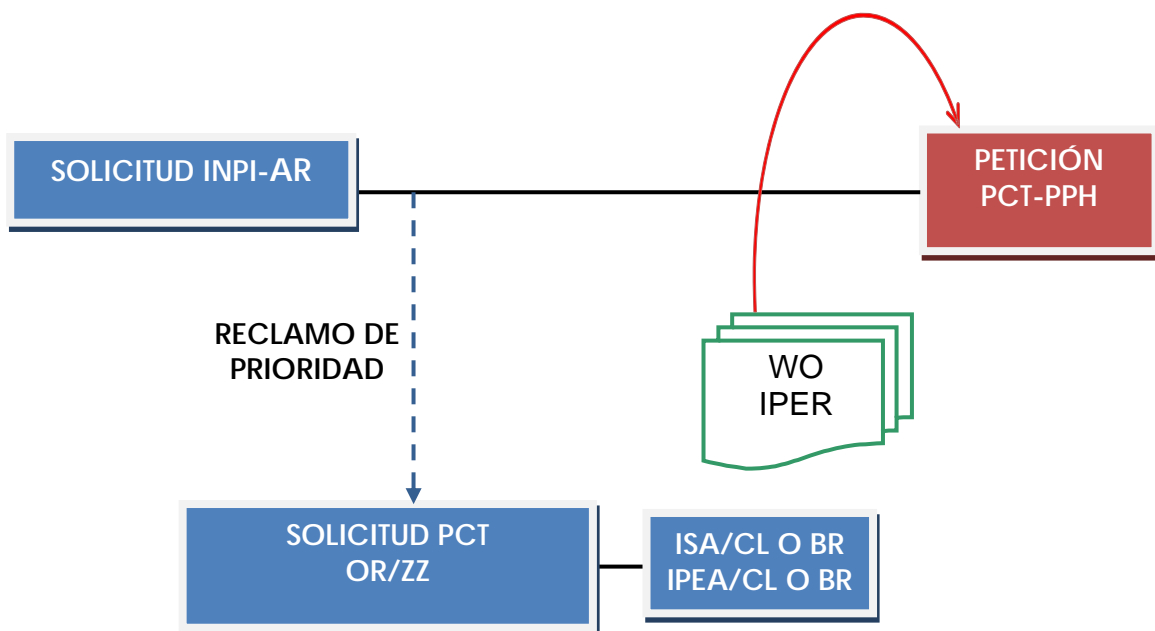 SOLICITUD INPI-AR
PETICIÓN
PCT-PPH
RECLAMO DE
PRIORIDAD
WO
IPER
SOLICITUD PCT
OR/ZZ
ISA/CL O BR
IPEA/CL O BR